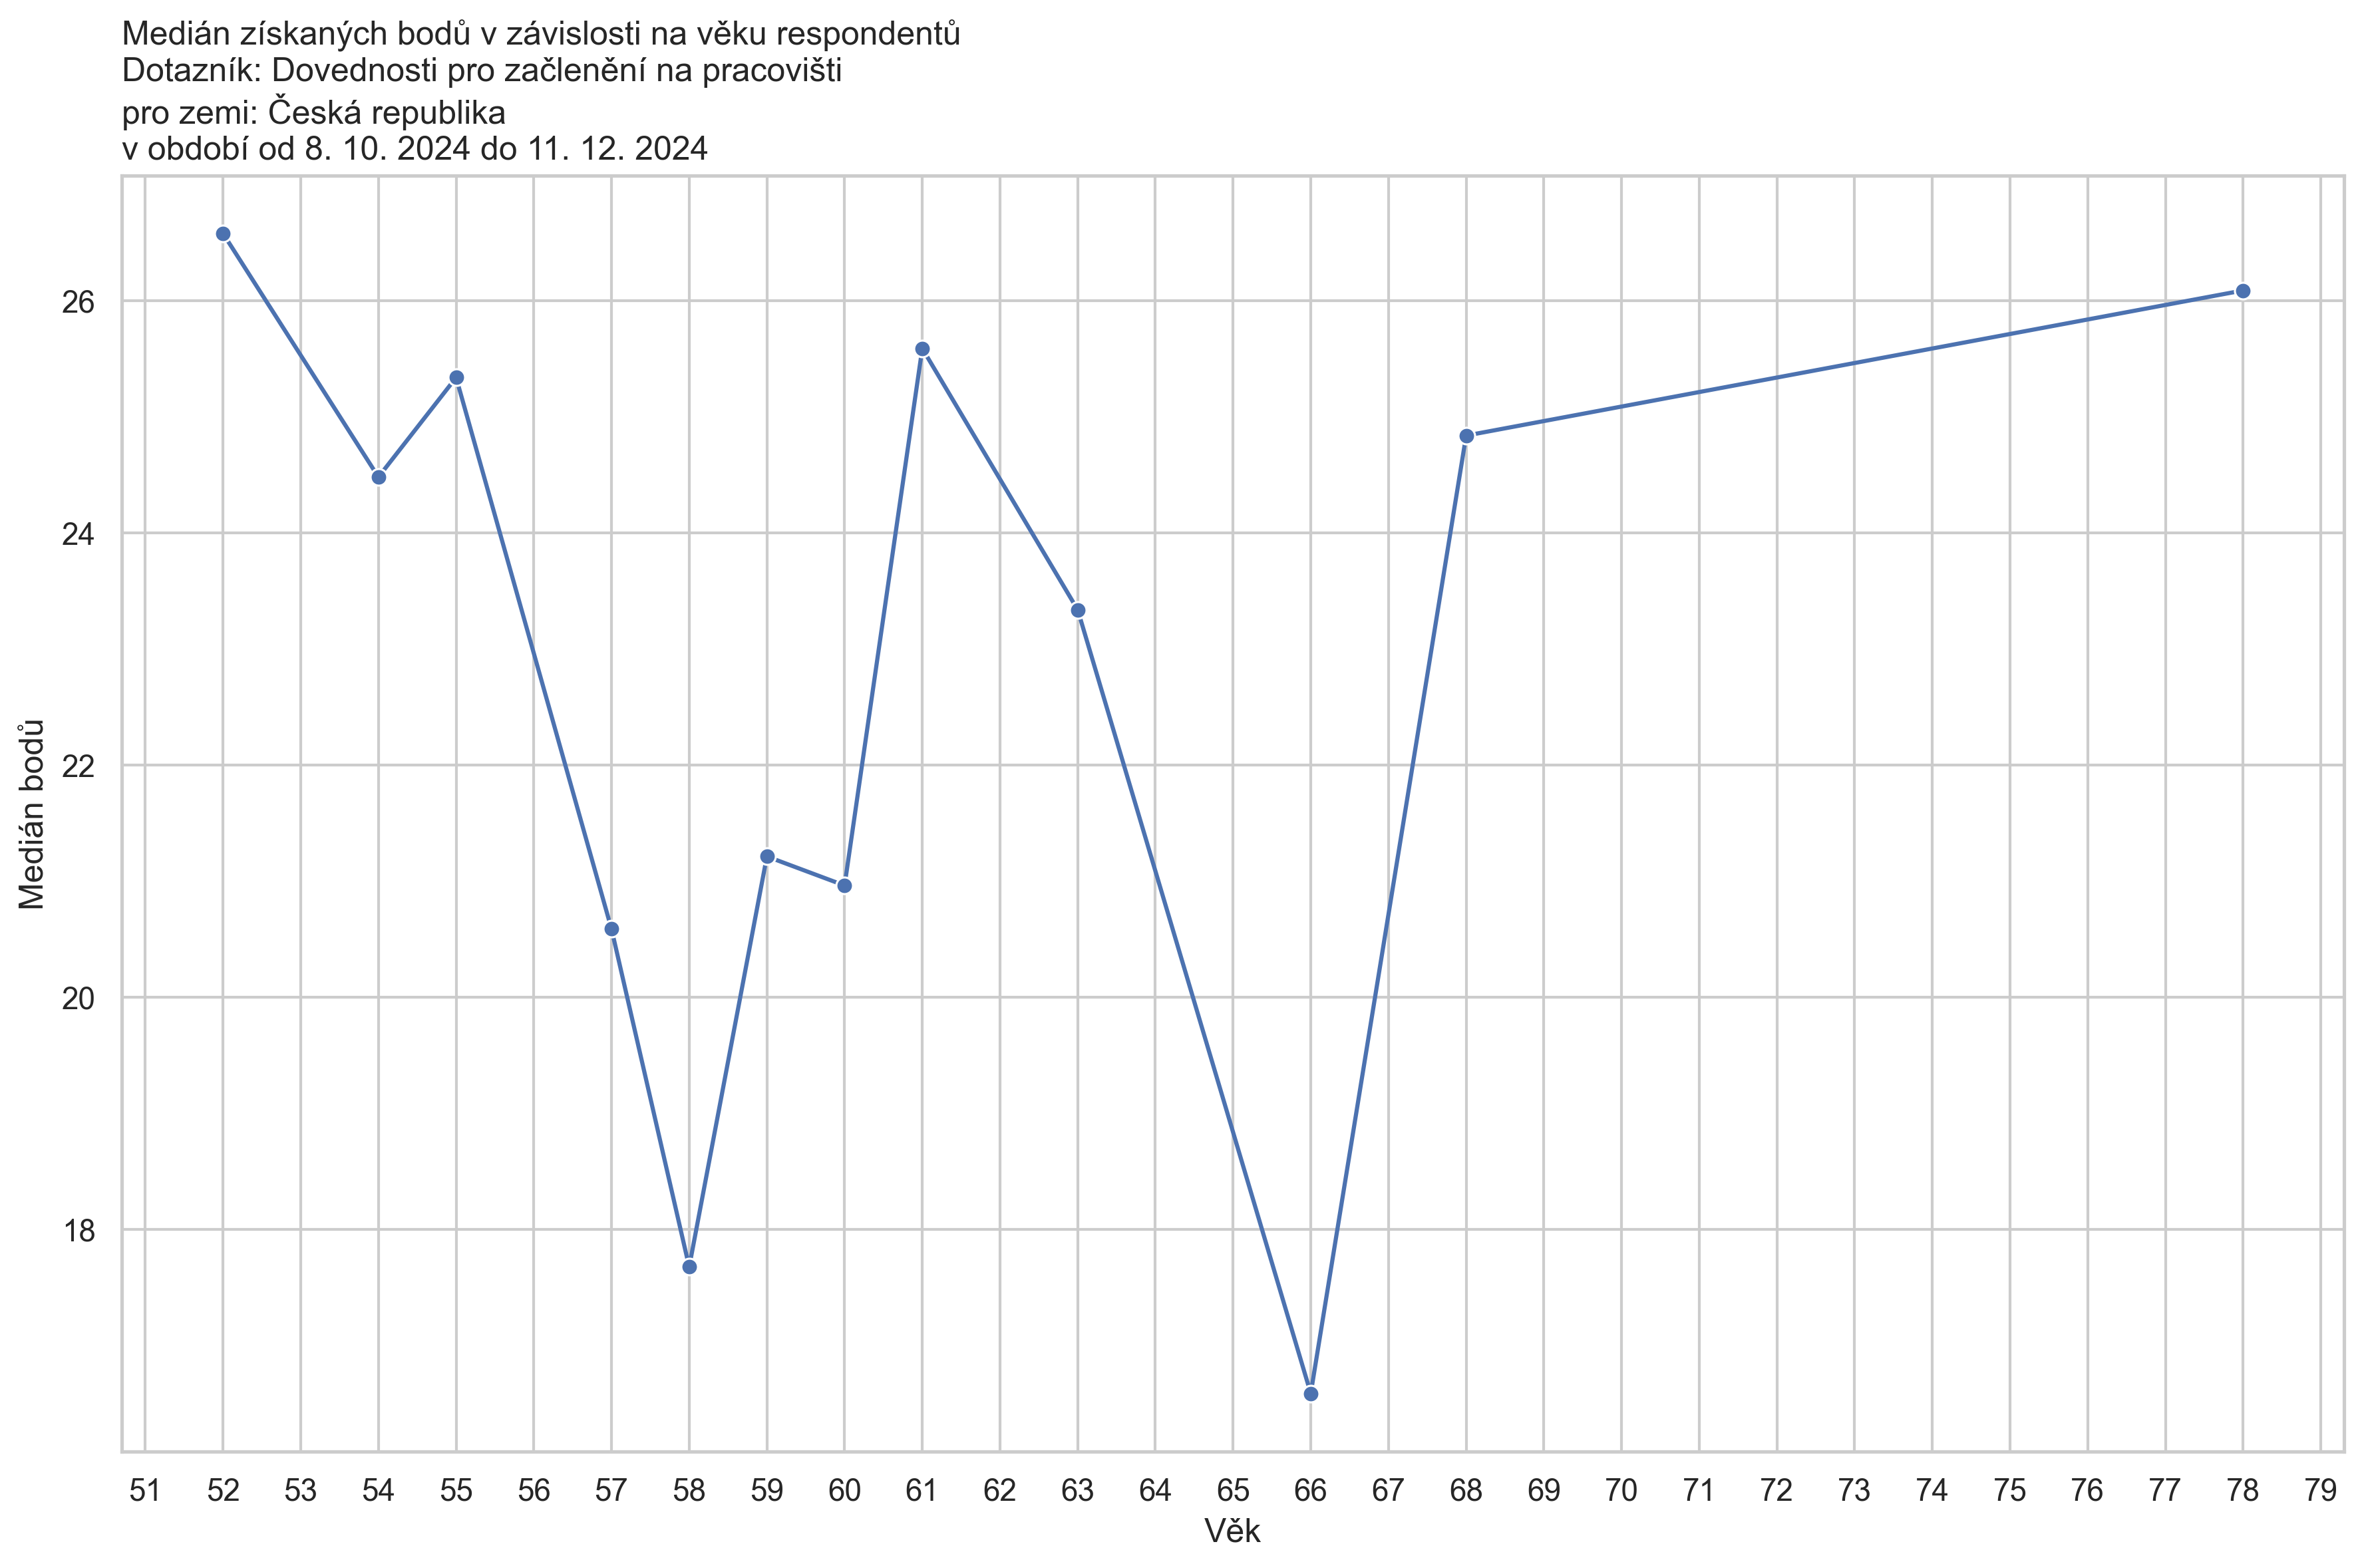 Medián získaných bodů v závislosti na věku respondentů
Dotazník: Dovednosti pro začlenění na pracovišti
pro zemi: Česká republika
v období od 8. 10. 2024 do 11. 12. 2024
26
24
22
20
18
Medián bodů
51 52 53 54 55 56 57 58 59 60 61 62 63 64 65 66 67 68 69 70 71 72 73 74 75 76 77 78 79
Věk